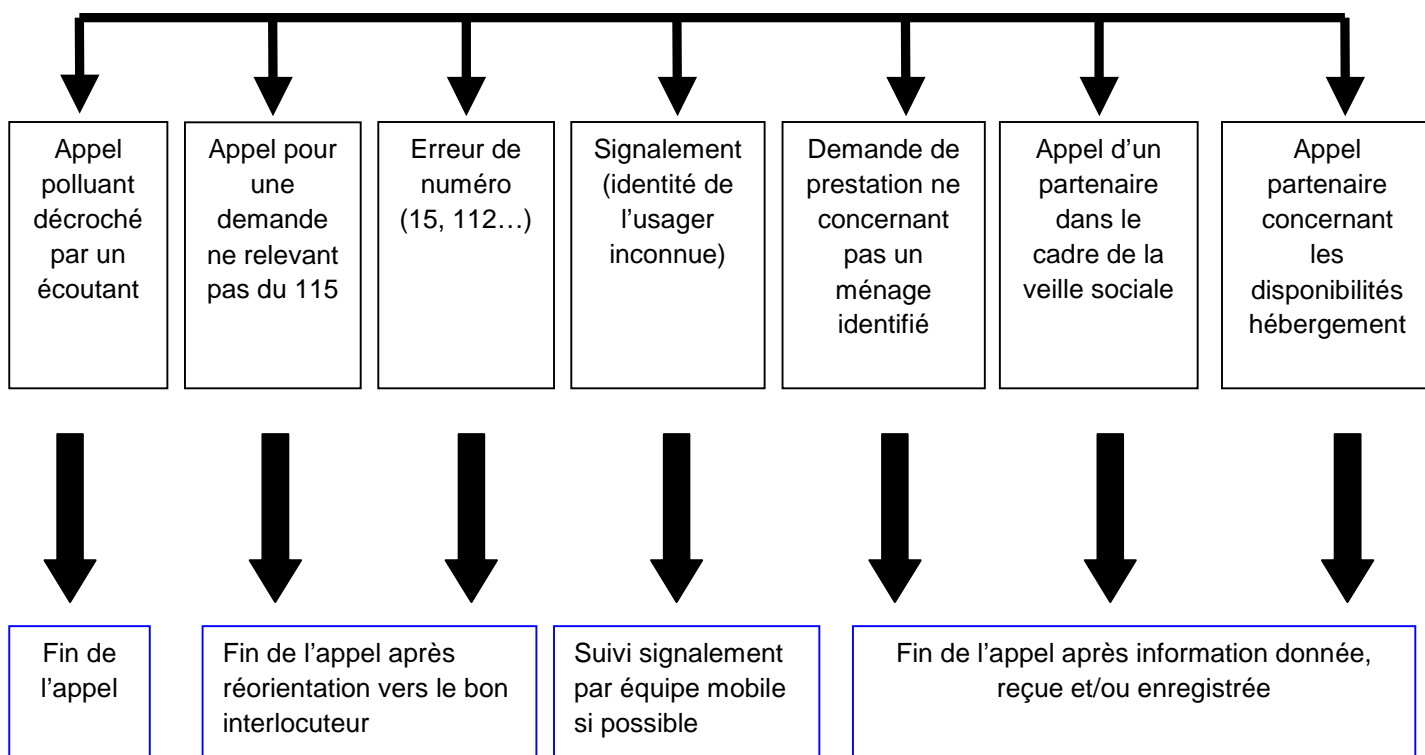 Appel
polluant
décroché
par un
écoutant
Appel pour
une
demande
ne relevant
pas du 115
Erreur de
numéro
(15, 112…)
Signalement
(identité de
l’usager
inconnue)
Demande de
prestation ne
concernant
pas un
ménage
identifié
Appel d’un
partenaire
dans le
cadre de la
veille sociale
Appel
partenaire
concernant
les
disponibilités
hébergement
Fin de
l’appel
Fin de l’appel après
réorientation vers le bon
interlocuteur
Suivi signalement
par équipe mobile
si possible
Fin de l’appel après information donnée,
reçue et/ou enregistrée